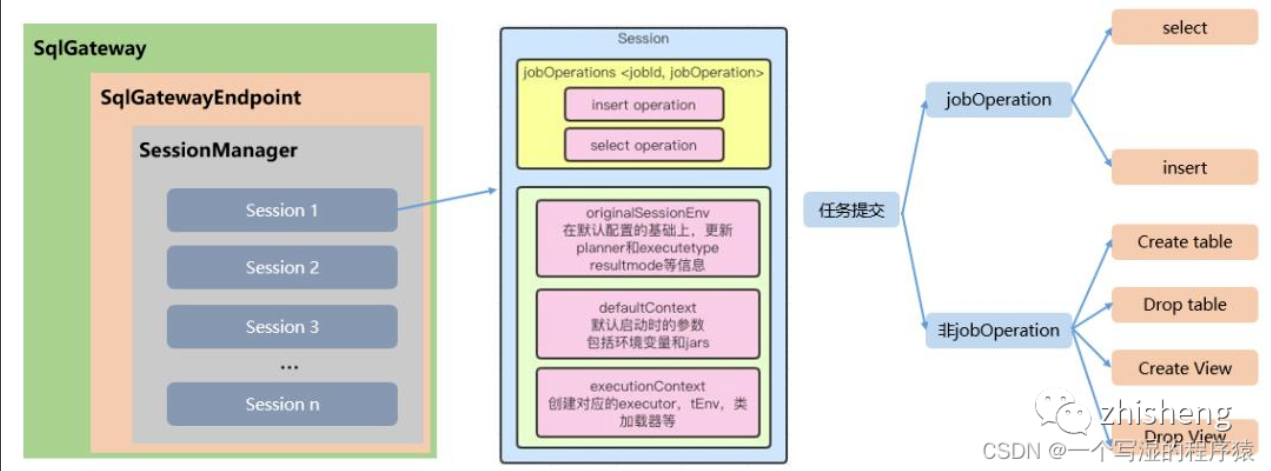 SqlGateway
SqlGatewayEndpoint
SessionManager
Session 1
Session 2
Session 3
...
Session n
Session
jobOperations <jobId, jobOperation>
insert operation
select operation
originalSessionEnv
在默认配置的基础上，更新
planner和executetype
resultmode等信息
defaultContext
默认启动时的参数
包括环境变量和jars
executionContext
创建对应的executor，tEnv，类
加载器等
任务提交
jobOperation
非jobOperation
select
insert
Create table
Drop table
Create View
Drop View
zhisheng
CSDN @一个写湿的程序猿